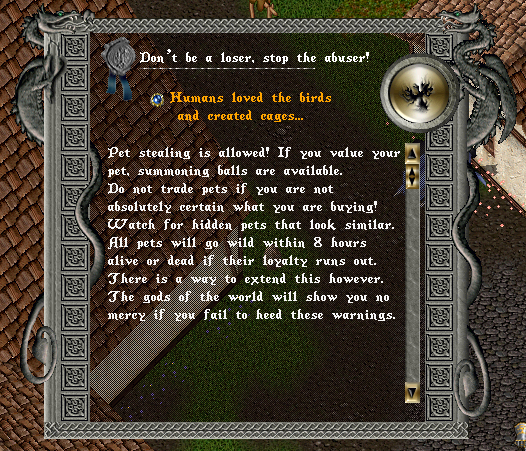 Don't be a loser, stop the abuser!
Humans loved the birds
and created cages...
Pet stealing is allowed! If you value your
pet, summoning balls are available.
Do not trade pets if you are not
absolutely certain what you are buying!
Watch for hidden pets that look similar.
All pets will go wild within 8 hours
alive or dead if their loyalty runs out.
There is a way to extend this however.
The gods of the world will show you no
mercy if you fail to heed these warnings.